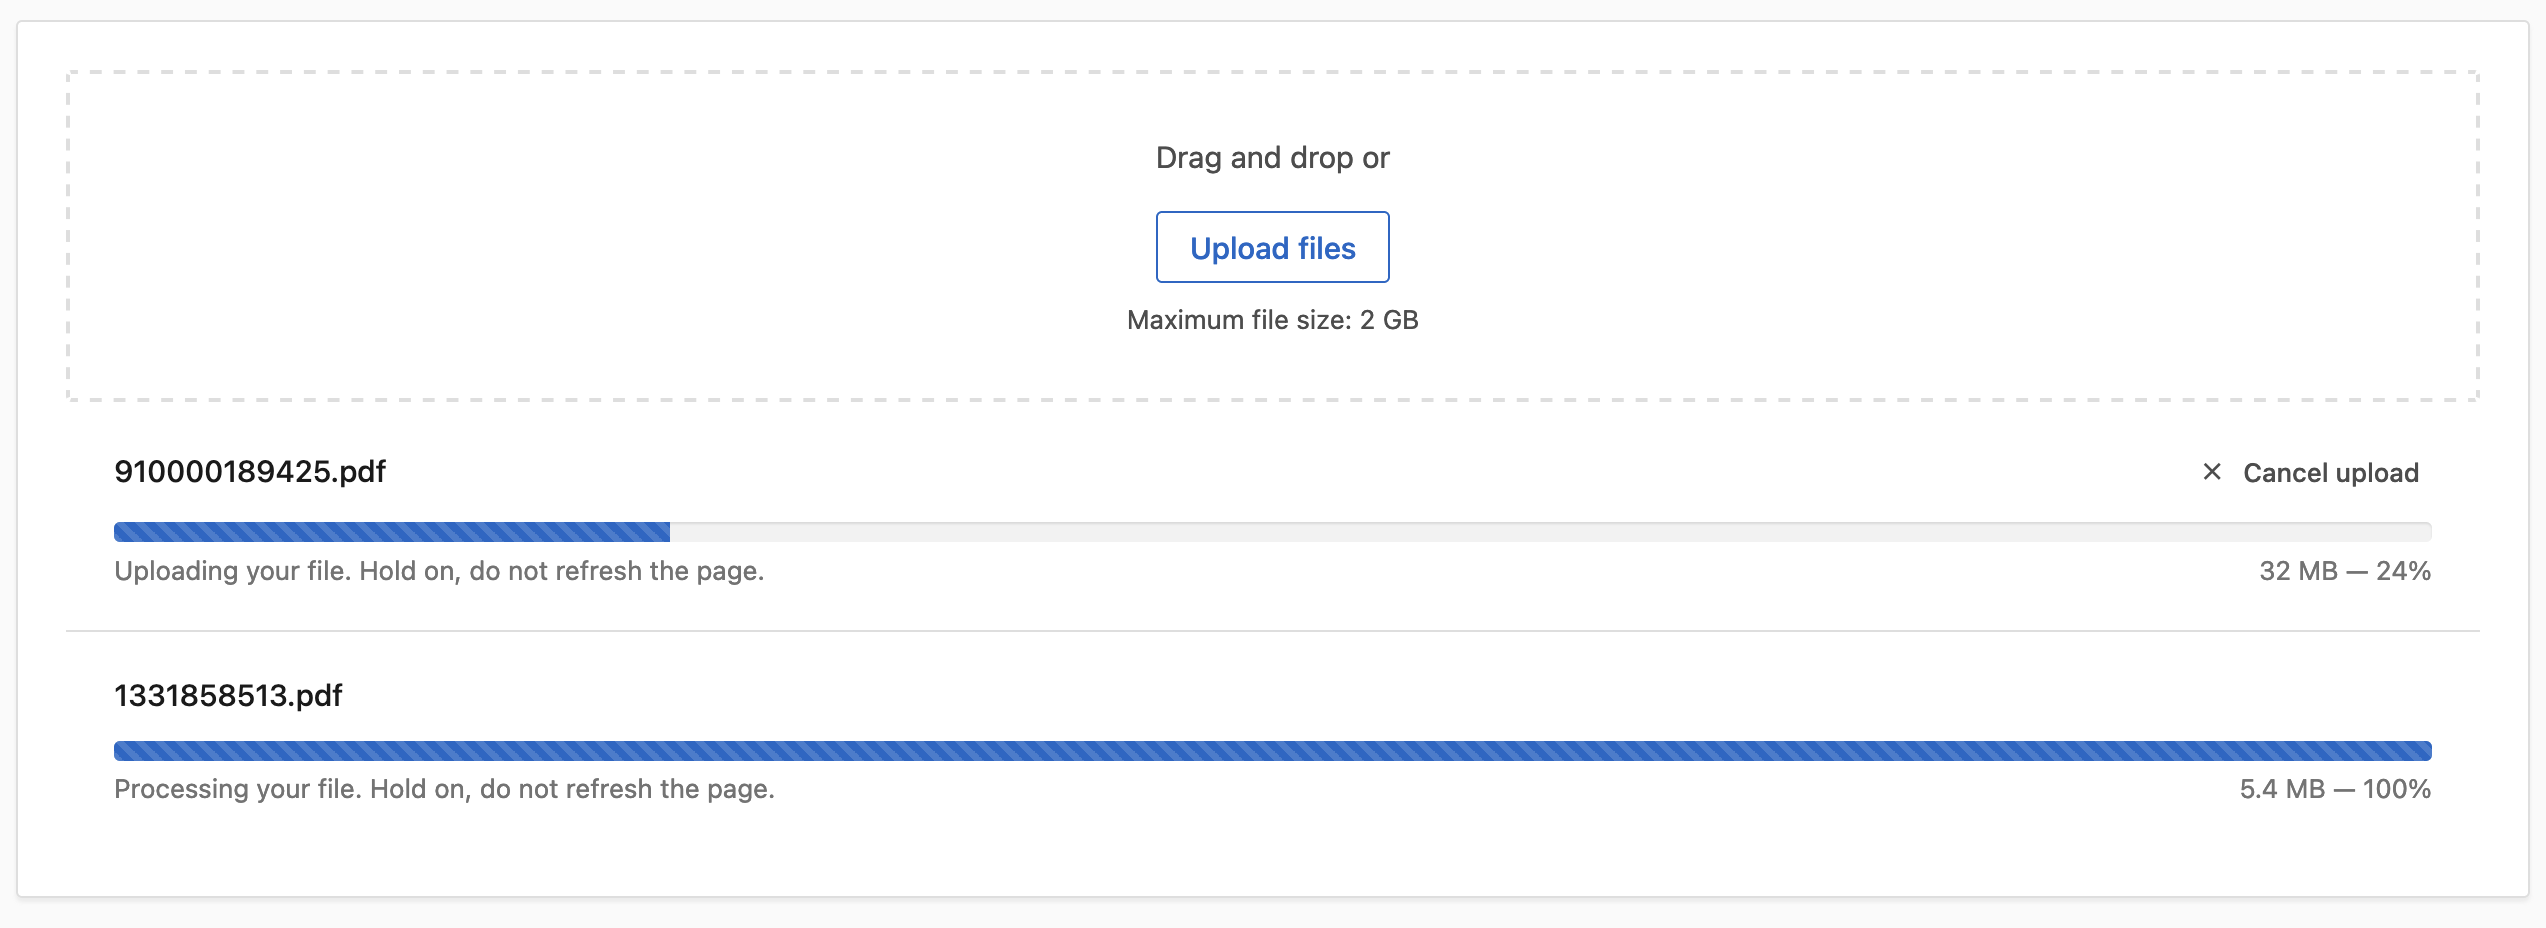 Drag and drop or
Upload files
Maximum file size: 2 GB
910000189425.pdf
Cancel upload
Uploading your file. Hold on, do not refresh the page.
32 MB — 24%
1331858513.pdf
Processing your file. Hold on, do not refresh the page.
5.4 MB — 100%